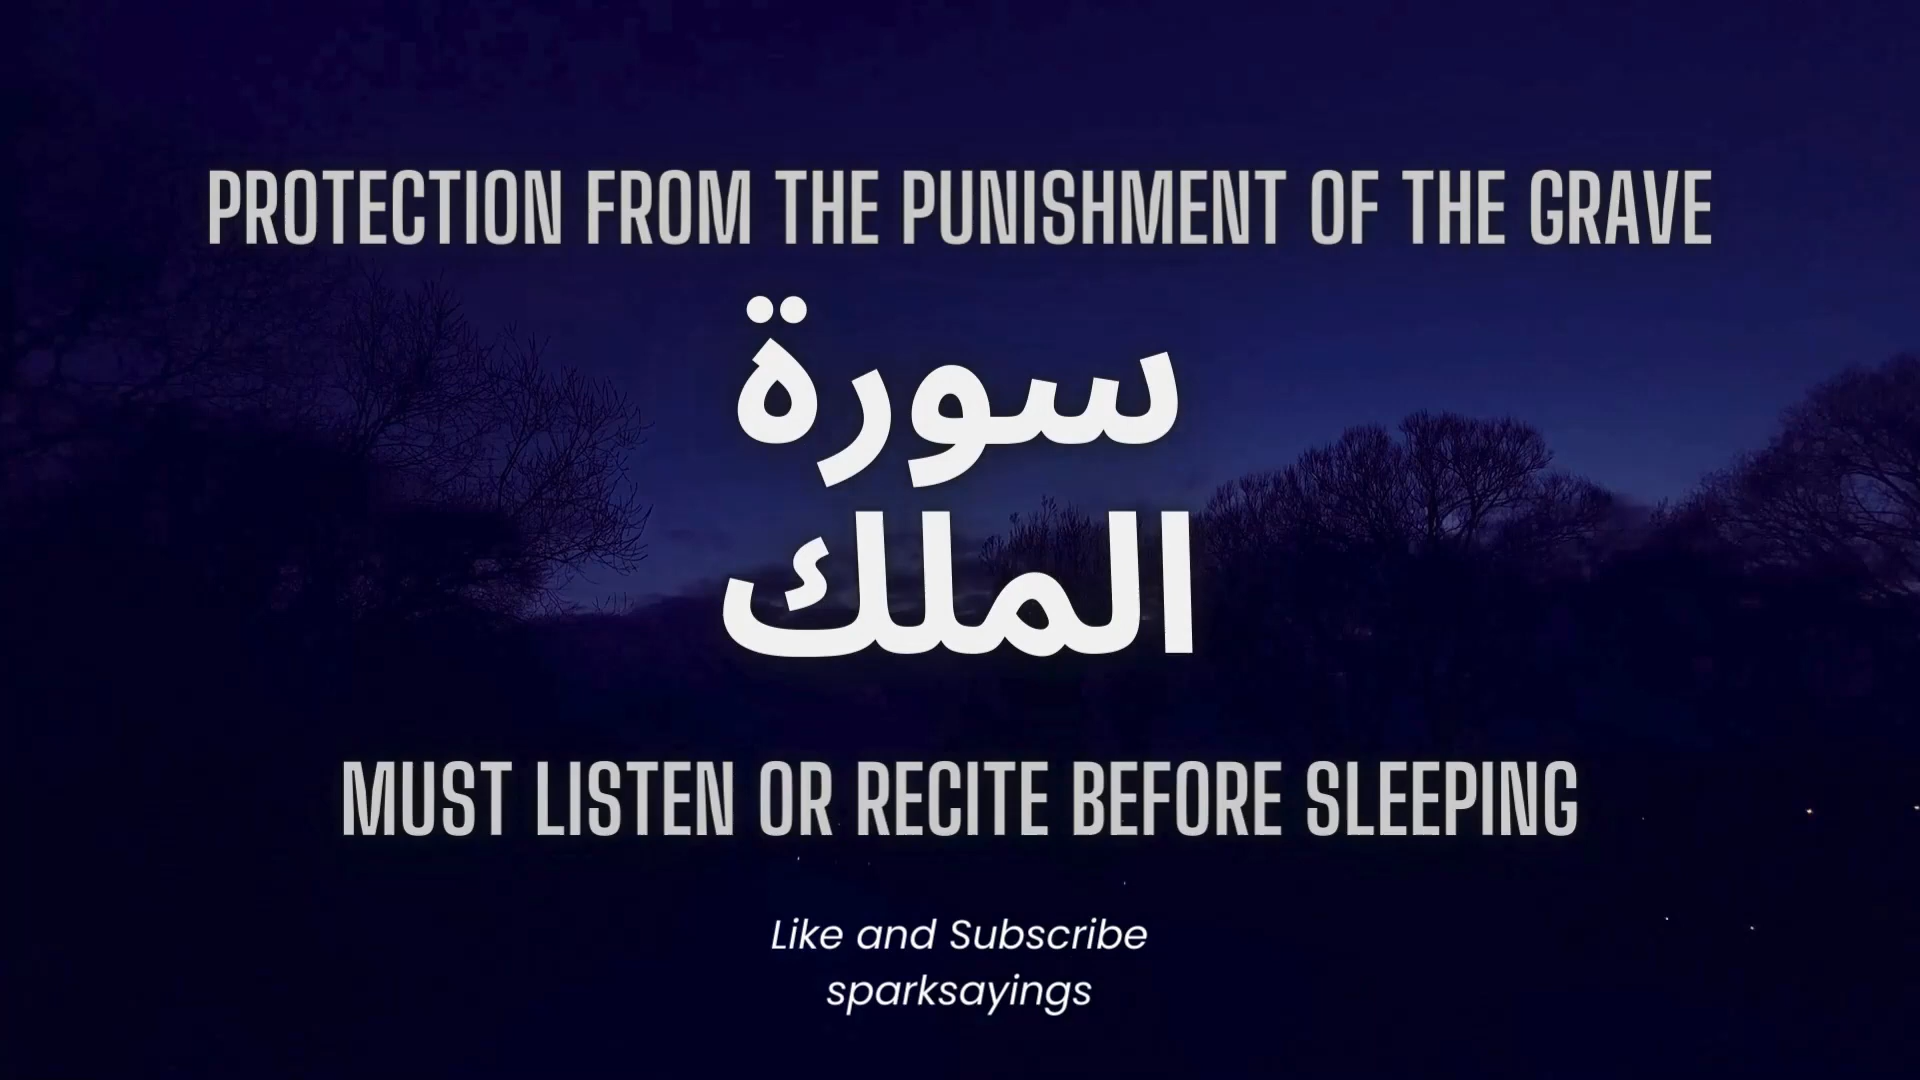 PROTECTION FROM THE PUNISHMENT OF THE GRAVE
سورة
الملك
MUST LISTEN OR RECITE BEFORE SLEEPING
Like and Subscribe
sparksayings